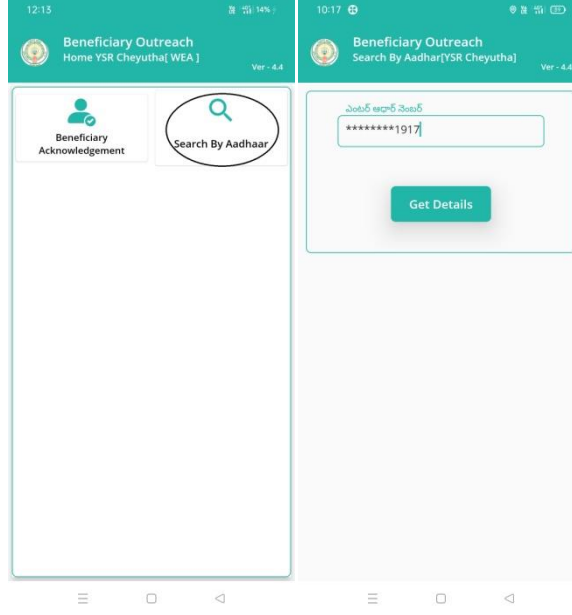 12:13
14%
Beneficiary Outreach
Home YSR Cheyutha[ WEA ]
Ver - 4.4
Beneficiary
Acknowledgement
Search By Aadhaar
10:17
Beneficiary Outreach
Search By Aadhar[YSR Cheyutha]
Ver - 4.4
ఎంటర్ ఆధార్ నెంబర్
********1917
Get Details